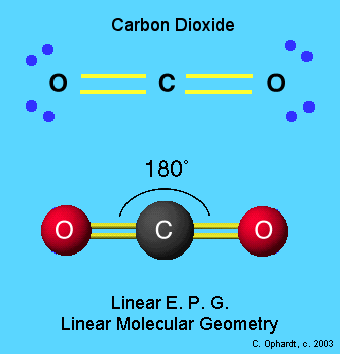 Carbon Dioxide
O C O
180°
O C O
Linear E. P. G.
Linear Molecular Geometry
C. Ophardt, c. 2003